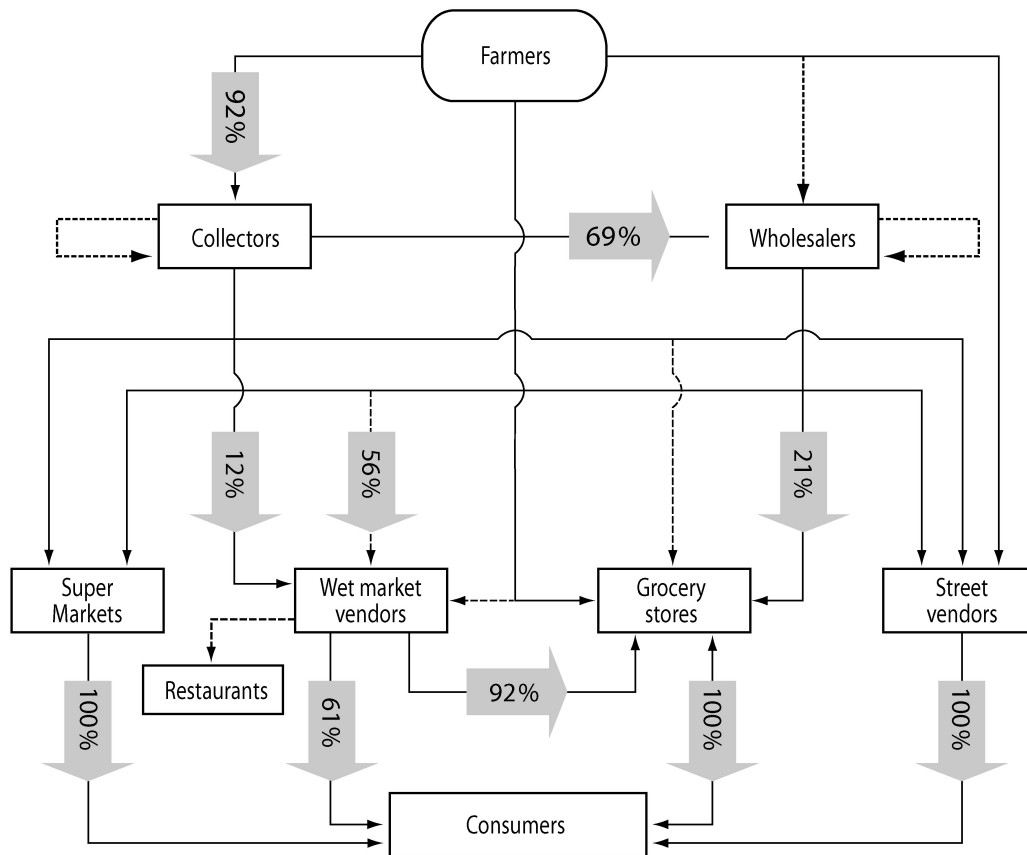 Farmers
92%
Collectors
69%
Wholesalers
12%
56%
21%
Super
Markets
Wet market
vendors
Grocery
stores
Street
vendors
Restaurants
100%
61%
92%
100%
100%
Consumers